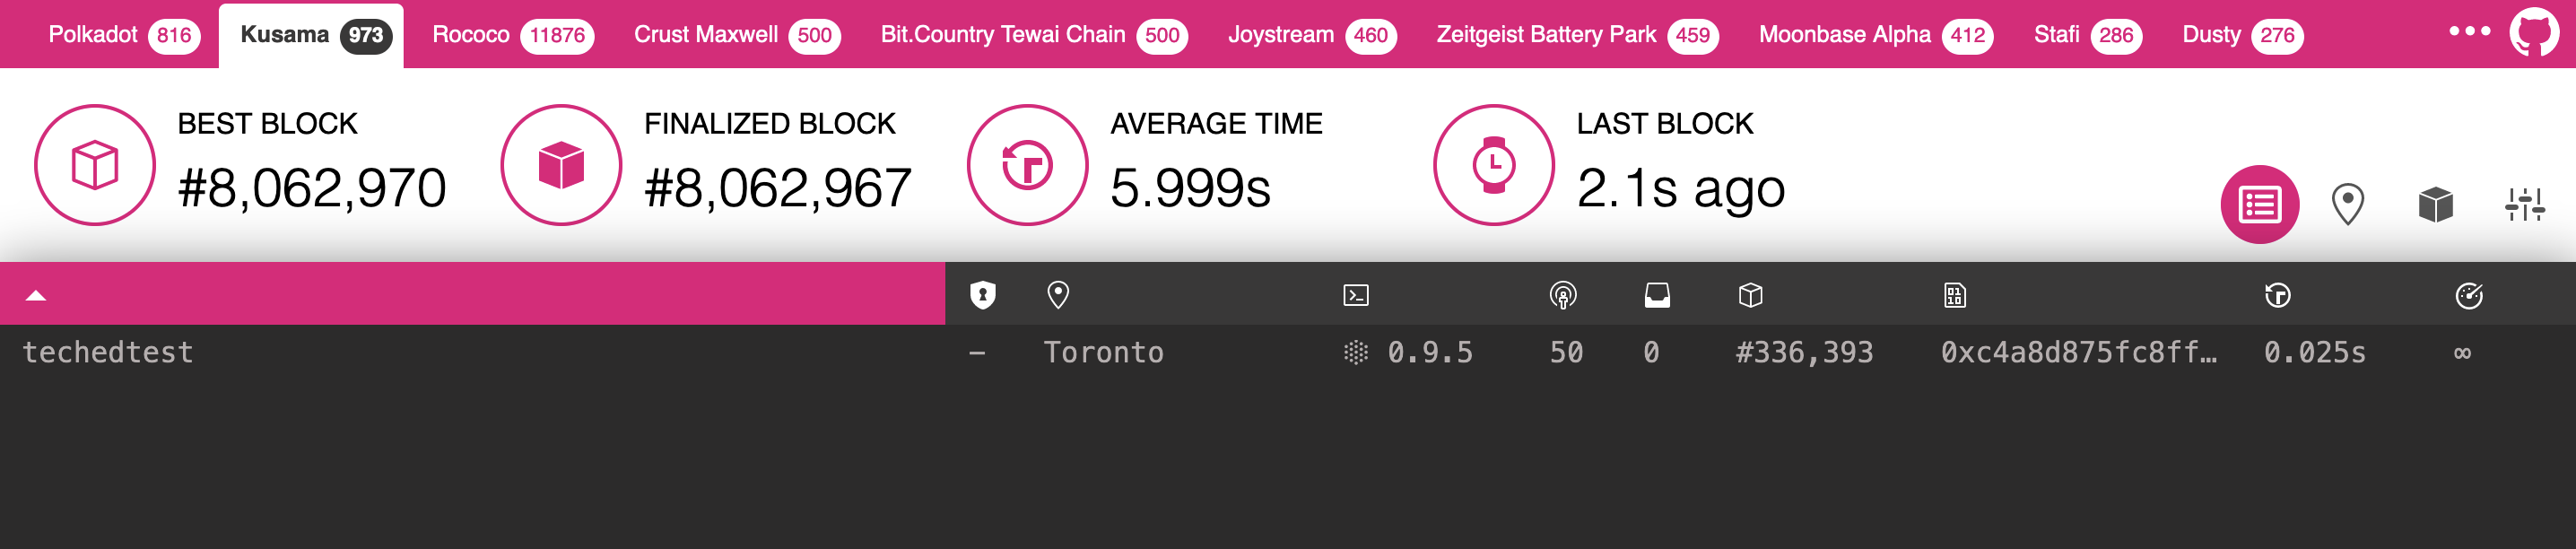 Polkadot 816 Kusama 973 Rococo 11876 Crust Maxwell 500 Bit.Country Tewai Chain 500 Joystream 460 Zeitgeist Battery Park 459 Moonbase Alpha 412 Stafi 286 Dusty 276
BEST BLOCK FINALIZED BLOCK AVERAGE TIME LAST BLOCK
#8,062,970 #8,062,967 5.999s 2.1s ago
techedtest – Toronto 0.9.5 50 0 #336,393 0xc4a8d875fc8ff… 0.025s ∞